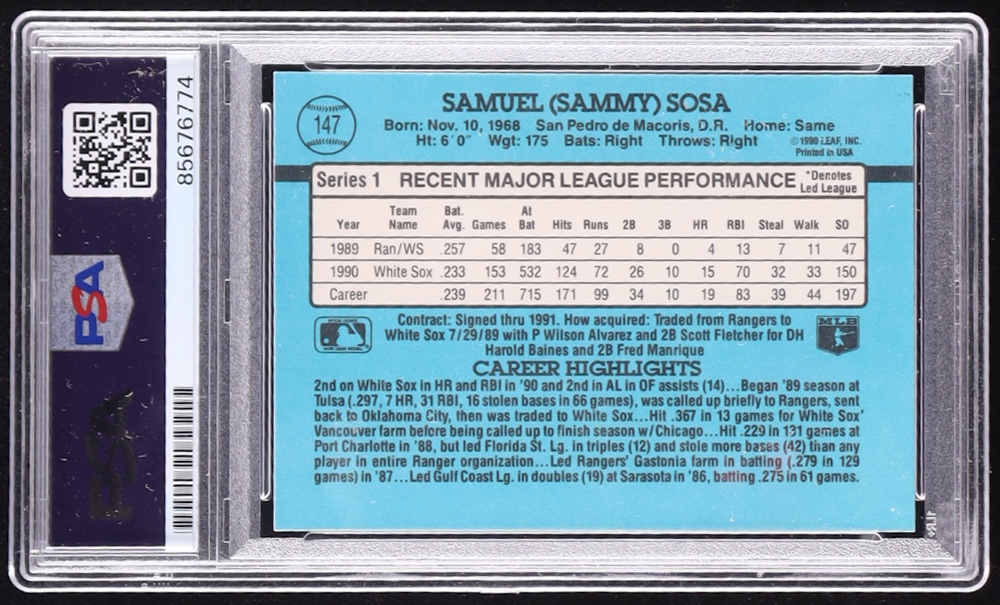 85676774
PSA
PSA
147
SAMUEL (SAMMY) SOSA
Born: Nov. 10, 1968 San Pedro de Macoris, D.R. Home: Same
Ht: 6'0" Wgt: 175 Bats: Right Throws: Right
© 1990 LEAF, INC.
Printed in USA
Series 1 RECENT MAJOR LEAGUE PERFORMANCE *Denotes Led League
Year Team Name Bat. Avg. Games At Bat Hits Runs 2B 3B HR RBI Steal Walk SO
1989 Ran/WS .257 58 183 47 27 8 0 4 13 7 11 47
1990 White Sox .233 153 532 124 72 26 10 15 70 32 33 150
Career .239 211 715 171 99 34 10 19 83 39 44 197
Contract: Signed thru 1991. How acquired: Traded from Rangers to
White Sox 7/29/89 with P Wilson Alvarez and 2B Scott Fletcher for DH
Harold Baines and 2B Fred Manrique
MLB
CAREER HIGHLIGHTS
2nd on White Sox in HR and RBI in '90 and 2nd in AL in OF assists (14)...Began '89 season at
Tulsa (.297, 7 HR, 31 RBI, 16 stolen bases in 66 games), was called up briefly to Rangers, sent
back to Oklahoma City, then was traded to White Sox...Hit .367 in 13 games for White Sox'
Vancouver farm before being called up to finish season w/Chicago...Hit .229 in 131 games at
Port Charlotte in '88, but led Florida St. Lg. in triples (12) and stole more bases (42) than any
player in entire Ranger organization...Led Rangers' Gastonia farm in batting (.279 in 129
games) in '87...Led Gulf Coast Lg. in doubles (19) at Sarasota in '86, batting .275 in 61 games.